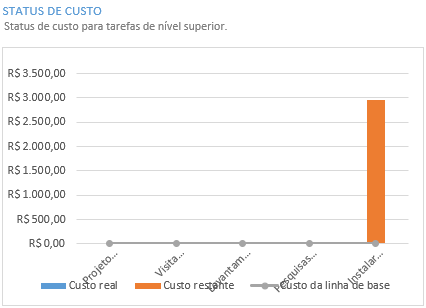 STATUS DE CUSTO
Status de custo para tarefas de nível superior.
R$ 3.500,00
R$ 3.000,00
R$ 2.500,00
R$ 2.000,00
R$ 1.500,00
R$ 1.000,00
R$ 500,00
R$ 0,00
Projeto...
Visita...
Levantam...
Pesquisas...
Instalar...
Custo real
Custo restante
Custo da linha de base